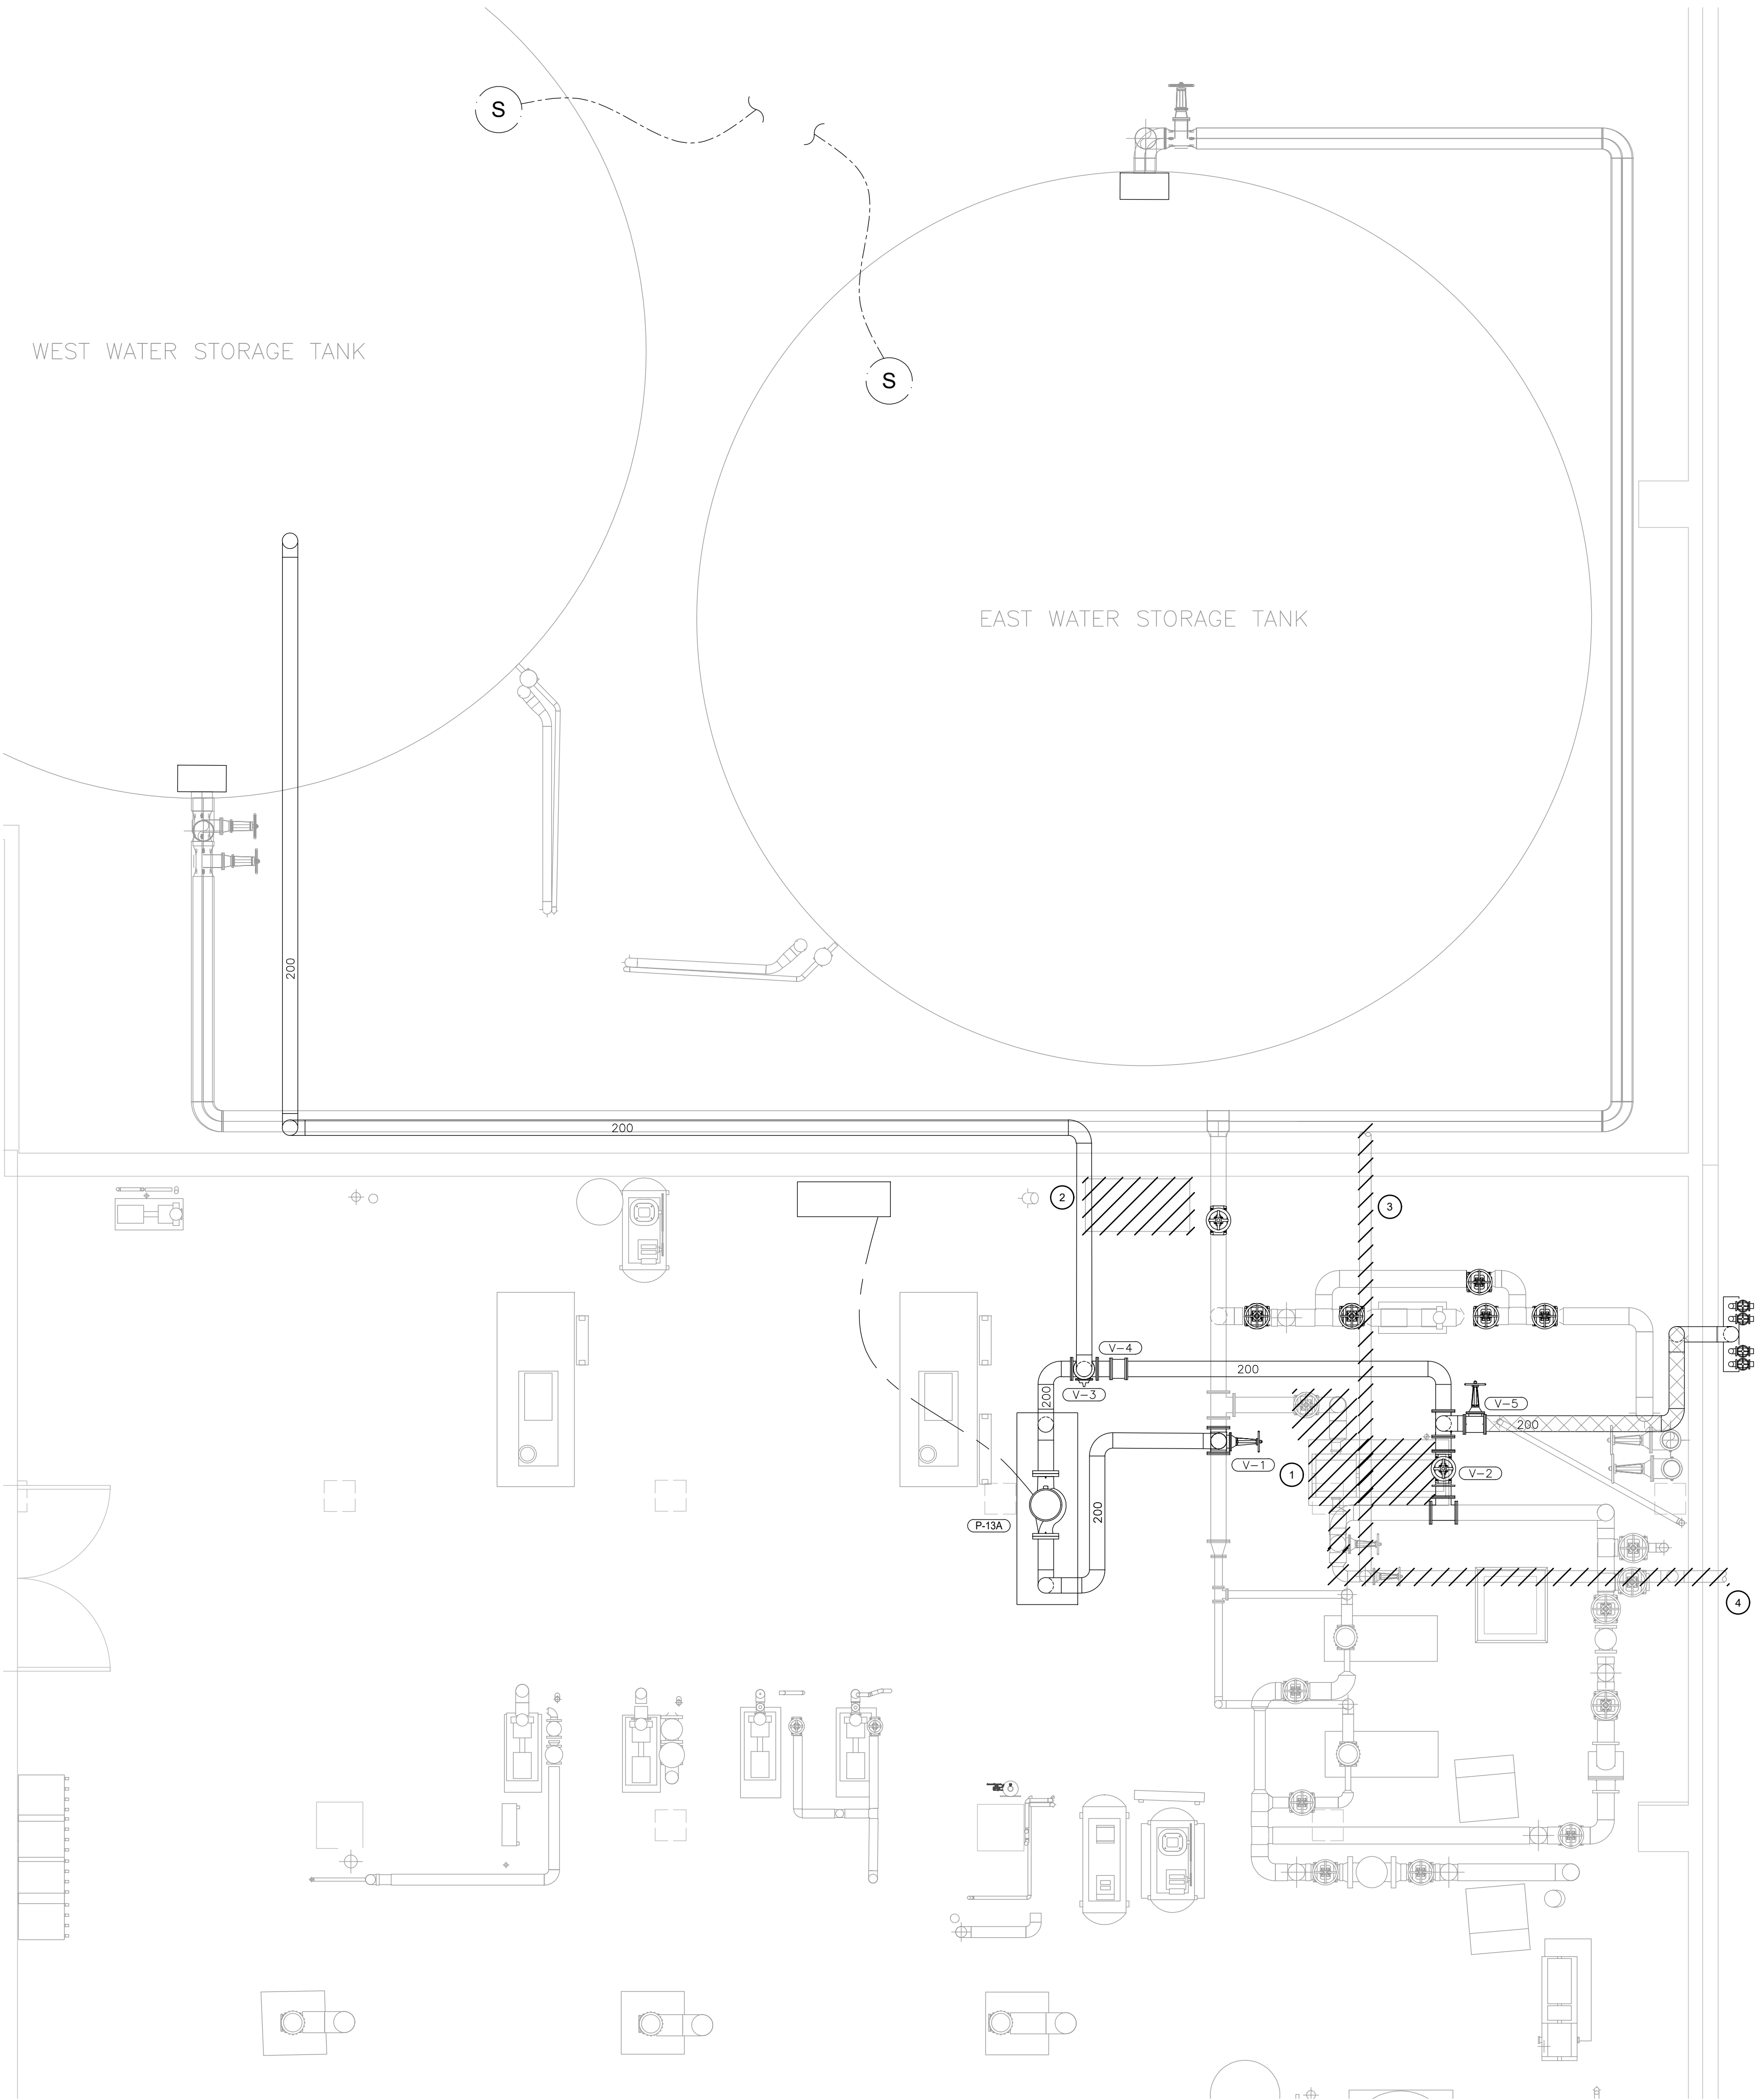 S
S
WEST WATER STORAGE TANK
EAST WATER STORAGE TANK
200
200
2
3
V-4
200
V-3
200
V-5
200
V-1
1
V-2
200
P-13A
4